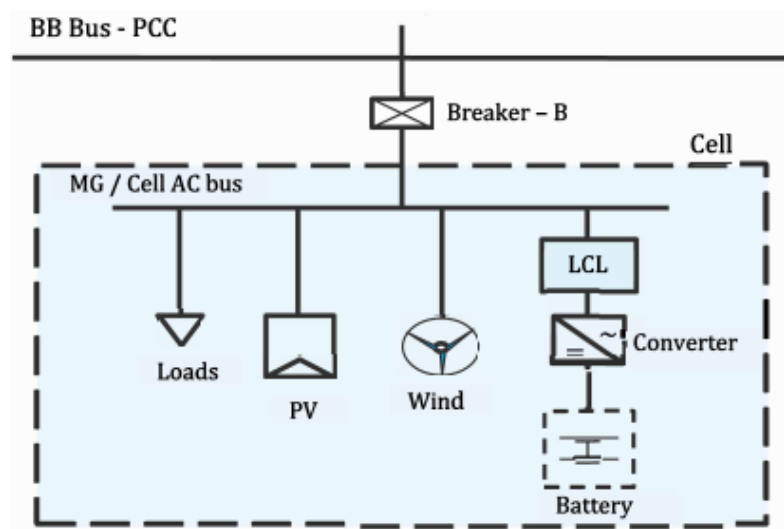 BB Bus - PCC
Breaker – B
Cell
MG / Cell AC bus
LCL
Loads
PV
Wind
Converter
Battery